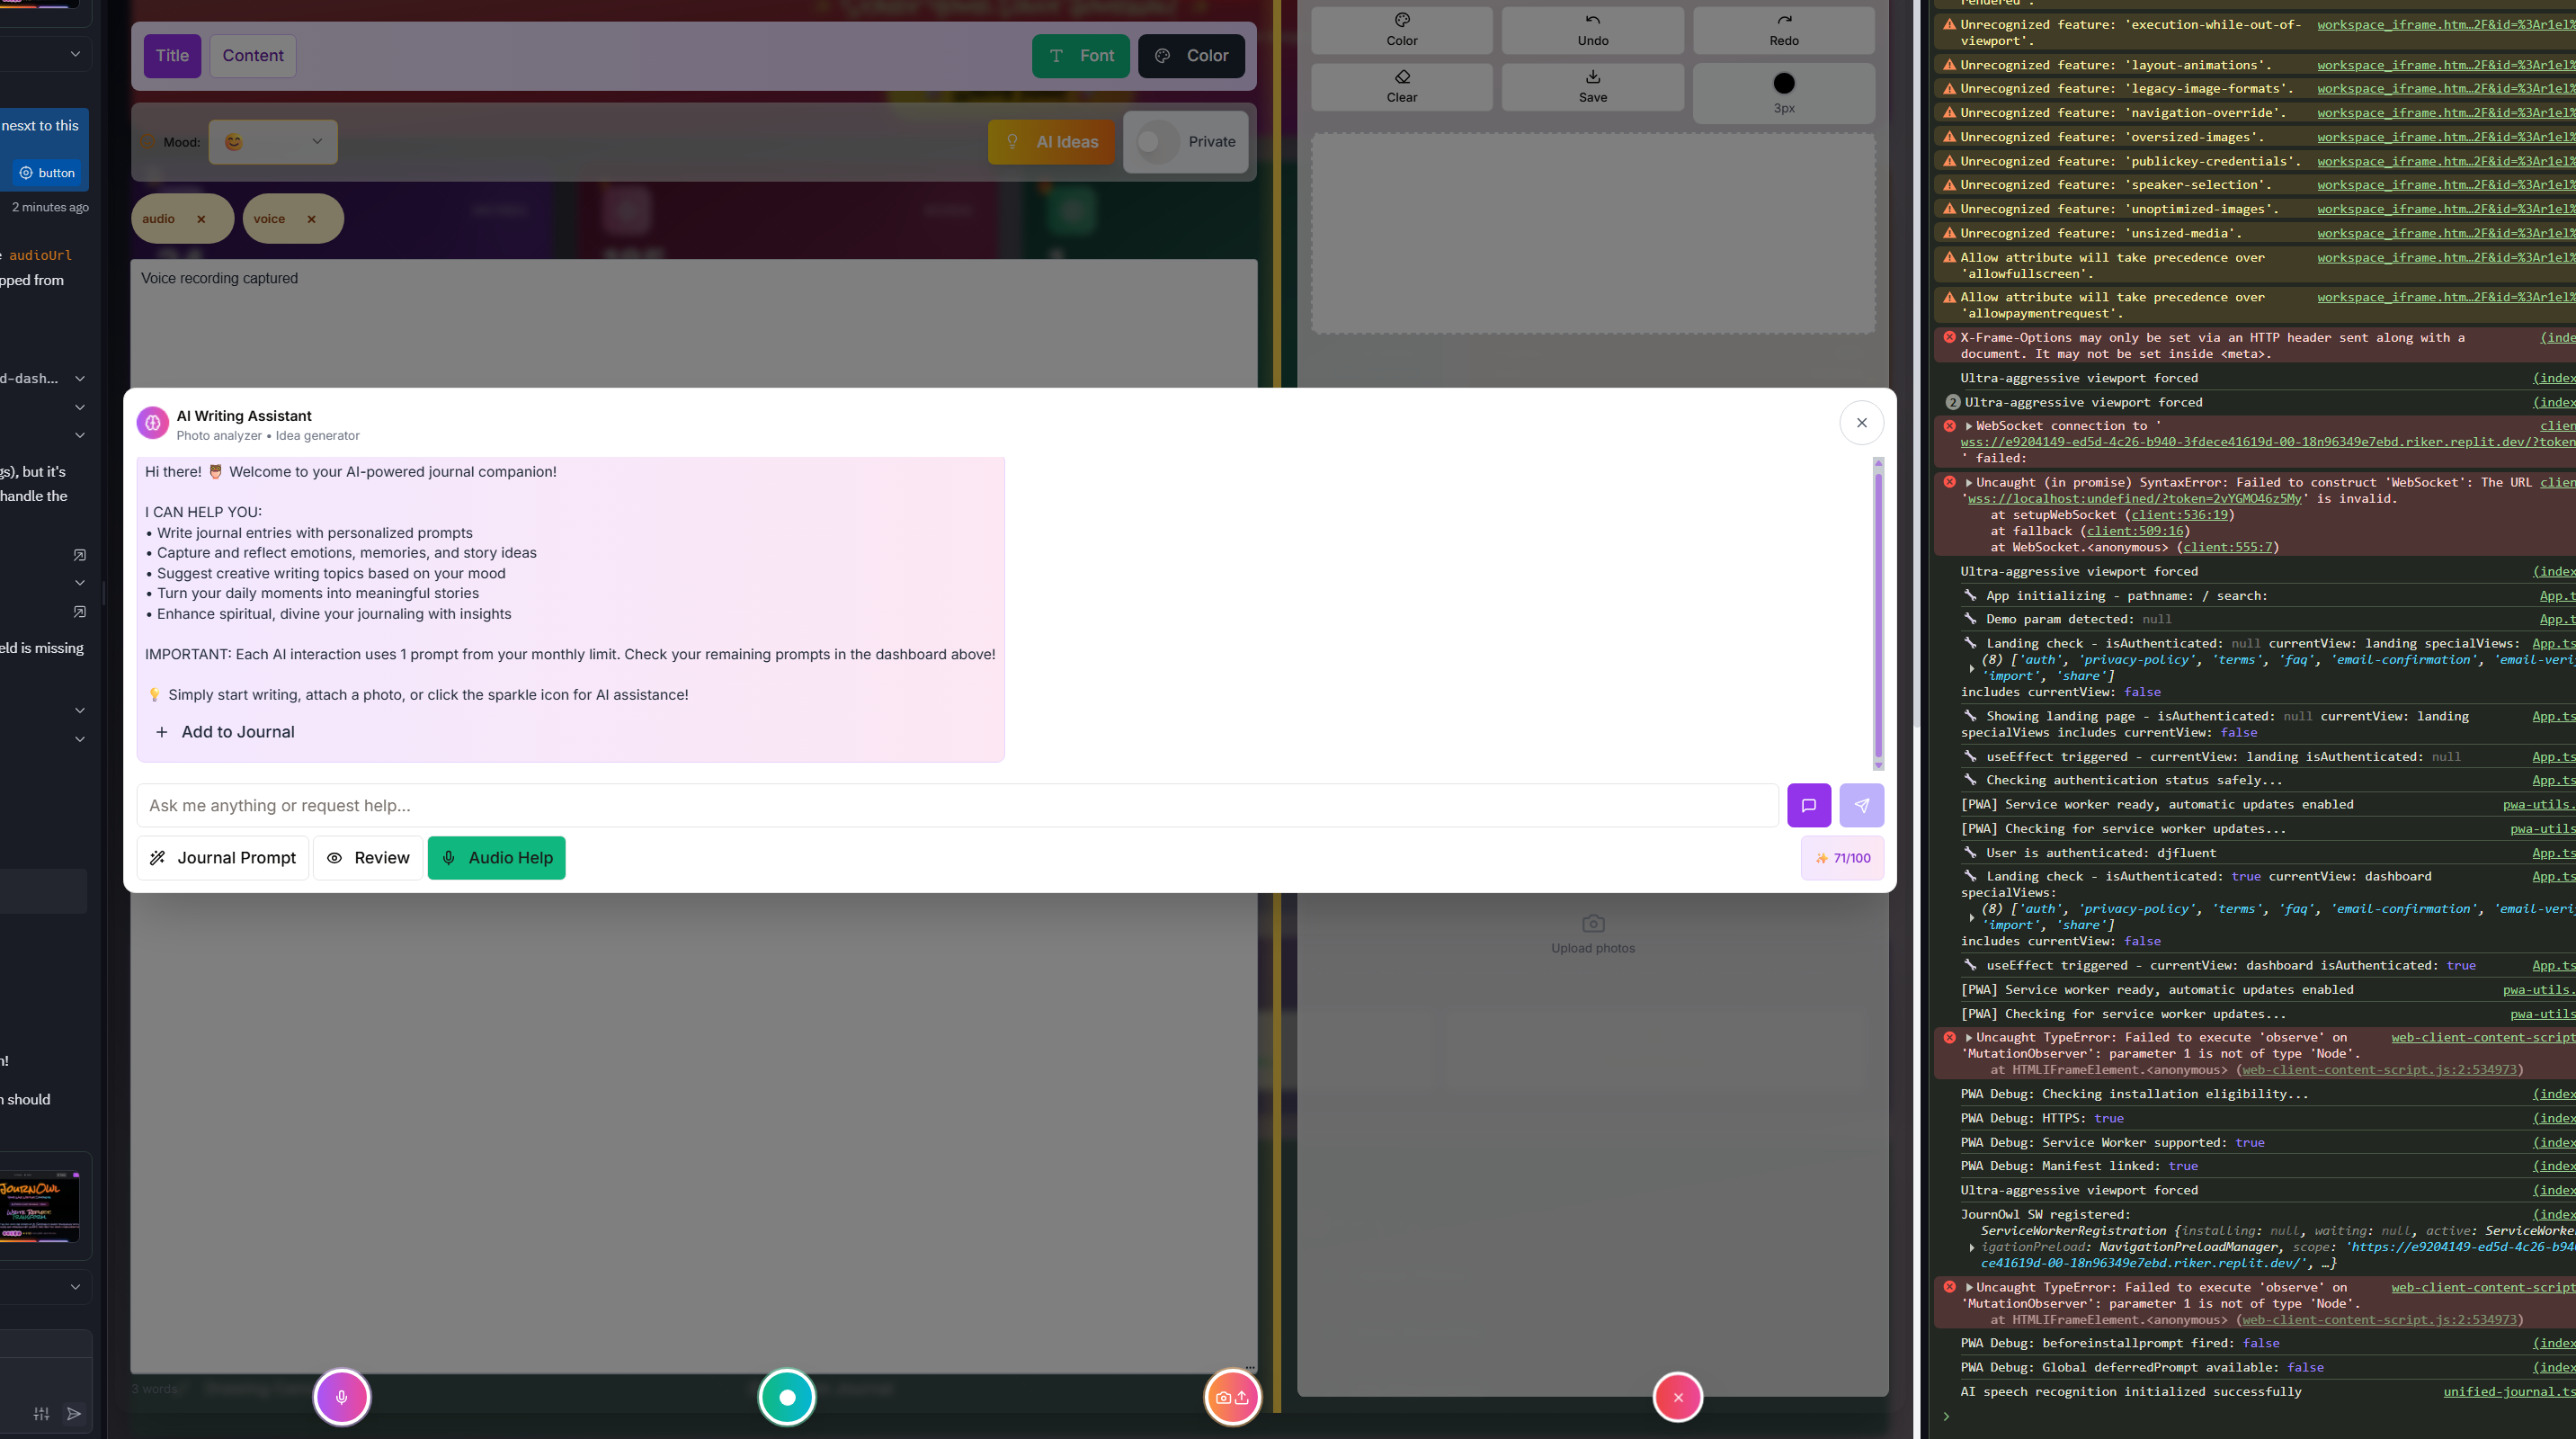 nesxt to this
button
2 minutes ago
audioUrl
pped from
d-dash...
gs), but it's
handle the
eld is missing
n!
n should
JOURNOWL
Title
Content
Font
Color
Mood:
😊
AI Ideas
Private
audio ×
voice ×
Voice recording captured
3 words
Color
Undo
Redo
Clear
Save
3px
Upload photos
AI Writing Assistant
Photo analyzer • Idea generator
Hi there! 🦉 Welcome to your AI-powered journal companion!
I CAN HELP YOU:
• Write journal entries with personalized prompts
• Capture and reflect emotions, memories, and story ideas
• Suggest creative writing topics based on your mood
• Turn your daily moments into meaningful stories
• Enhance spiritual, divine your journaling with insights
IMPORTANT: Each AI interaction uses 1 prompt from your monthly limit. Check your remaining prompts in the dashboard above!
💡 Simply start writing, attach a photo, or click the sparkle icon for AI assistance!
+ Add to Journal
Ask me anything or request help...
Journal Prompt
Review
Audio Help
✨ 71/100
rendered'.
Unrecognized feature: 'execution-while-out-of- workspace_iframe.htm…2F&id=%3Ar1el%
viewport'.
Unrecognized feature: 'layout-animations'. workspace_iframe.htm…2F&id=%3Ar1el%
Unrecognized feature: 'legacy-image-formats'. workspace_iframe.htm…2F&id=%3Ar1el%
Unrecognized feature: 'navigation-override'. workspace_iframe.htm…2F&id=%3Ar1el%
Unrecognized feature: 'oversized-images'. workspace_iframe.htm…2F&id=%3Ar1el%
Unrecognized feature: 'publickey-credentials'. workspace_iframe.htm…2F&id=%3Ar1el%
Unrecognized feature: 'speaker-selection'. workspace_iframe.htm…2F&id=%3Ar1el%
Unrecognized feature: 'unoptimized-images'. workspace_iframe.htm…2F&id=%3Ar1el%
Unrecognized feature: 'unsized-media'. workspace_iframe.htm…2F&id=%3Ar1el%
Allow attribute will take precedence over workspace_iframe.htm…2F&id=%3Ar1el%
'allowfullscreen'.
Allow attribute will take precedence over workspace_iframe.htm…2F&id=%3Ar1el%
'allowpaymentrequest'.
X-Frame-Options may only be set via an HTTP header sent along with a (inde
document. It may not be set inside <meta>.
Ultra-aggressive viewport forced (index
2 Ultra-aggressive viewport forced (index
WebSocket connection to ' clien
wss://e9204149-ed5d-4c26-b940-3fdece41619d-00-18n96349e7ebd.riker.replit.dev/?token
' failed:
Uncaught (in promise) SyntaxError: Failed to construct 'WebSocket': The URL clien
'wss://localhost:undefined/?token=2vYGMO46z5My' is invalid.
at setupWebSocket (client:536:19)
at fallback (client:509:16)
at WebSocket.<anonymous> (client:555:7)
Ultra-aggressive viewport forced (index
🔧 App initializing - pathname: / search: App.t
🔧 Demo param detected: null App.t
🔧 Landing check - isAuthenticated: null currentView: landing specialViews: App.ts
(8) ['auth', 'privacy-policy', 'terms', 'faq', 'email-confirmation', 'email-veri
'import', 'share']
includes currentView: false
🔧 Showing landing page - isAuthenticated: null currentView: landing App.ts
specialViews includes currentView: false
🔧 useEffect triggered - currentView: landing isAuthenticated: null App.ts
🔧 Checking authentication status safely... App.ts
[PWA] Service worker ready, automatic updates enabled pwa-utils.
[PWA] Checking for service worker updates... pwa-utils
🔧 User is authenticated: djfluent App.ts
🔧 Landing check - isAuthenticated: true currentView: dashboard App.ts
specialViews:
(8) ['auth', 'privacy-policy', 'terms', 'faq', 'email-confirmation', 'email-veri
'import', 'share']
includes currentView: false
🔧 useEffect triggered - currentView: dashboard isAuthenticated: true App.ts
[PWA] Service worker ready, automatic updates enabled pwa-utils.
[PWA] Checking for service worker updates... pwa-utils
Uncaught TypeError: Failed to execute 'observe' on web-client-content-script
'MutationObserver': parameter 1 is not of type 'Node'.
at HTMLIFrameElement.<anonymous> (web-client-content-script.js:2:534973)
PWA Debug: Checking installation eligibility... (index
PWA Debug: HTTPS: true (index
PWA Debug: Service Worker supported: true (index
PWA Debug: Manifest linked: true (index
Ultra-aggressive viewport forced (index
JournOwl SW registered: (index
ServiceWorkerRegistration {installing: null, waiting: null, active: ServiceWorke
igationPreload: NavigationPreloadManager, scope: 'https://e9204149-ed5d-4c26-b940
ce41619d-00-18n96349e7ebd.riker.replit.dev/', …}
Uncaught TypeError: Failed to execute 'observe' on web-client-content-script
'MutationObserver': parameter 1 is not of type 'Node'.
at HTMLIFrameElement.<anonymous> (web-client-content-script.js:2:534973)
PWA Debug: beforeinstallprompt fired: false (index
PWA Debug: Global deferredPrompt available: false (index
AI speech recognition initialized successfully unified-journal.ts